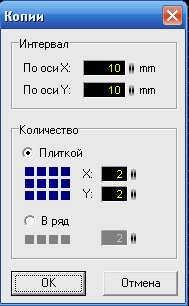 Копии
Интервал
По оси X: 10 mm
По оси Y: 10 mm
Количество
Плиткой
X: 2
Y: 2
В ряд
2
OK Отмена